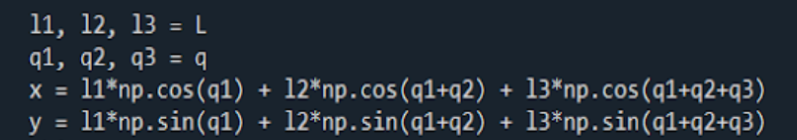 l1, l2, l3 = L
q1, q2, q3 = q
x = l1*np.cos(q1) + l2*np.cos(q1+q2) + l3*np.cos(q1+q2+q3)
y = l1*np.sin(q1) + l2*np.sin(q1+q2) + l3*np.sin(q1+q2+q3)